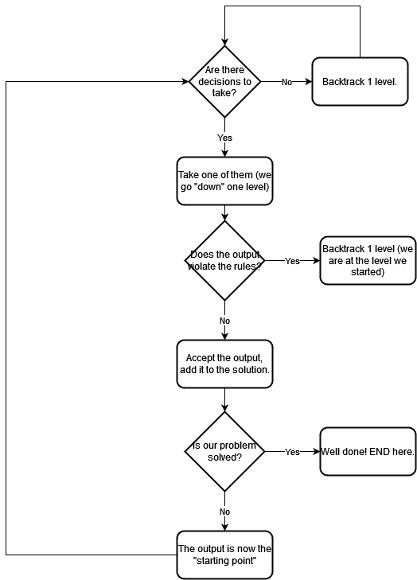 Are there
decisions to
take?
No
Backtrack 1 level.
Yes
Take one of them (we
go "down" one level)
Does the output
violate the rules?
Yes
Backtrack 1 level (we
are at the level we
started)
No
Accept the output,
add it to the solution.
Is our problem
solved?
Yes
Well done! END here.
No
The output is now the
"starting point"